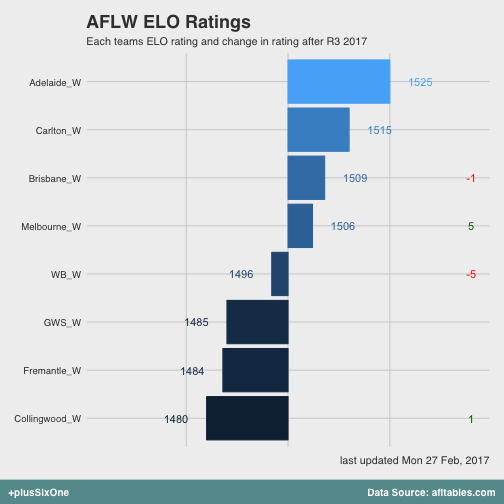 AFLW ELO Ratings
Each teams ELO rating and change in rating after R3 2017
Adelaide_W 1525
Carlton_W 1515
Brisbane_W 1509 -1
Melbourne_W 1506 5
WB_W 1496 -5
GWS_W 1485
Fremantle_W 1484
Collingwood_W 1480 1
last updated Mon 27 Feb, 2017
+plusSixOne Data Source: afltables.com